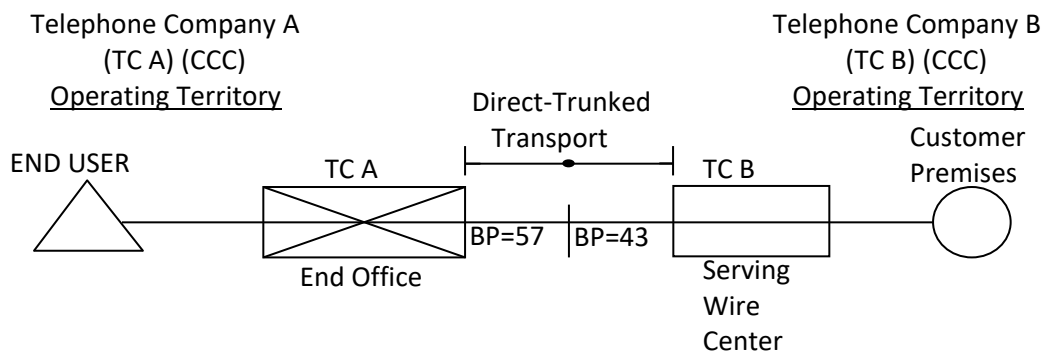 Telephone Company A
(TC A) (CCC)
Operating Territory
Telephone Company B
(TC B) (CCC)
Operating Territory
Direct-Trunked
Transport
Customer
Premises
END USER
TC A
TC B
BP=57
BP=43
End Office
Serving
Wire
Center